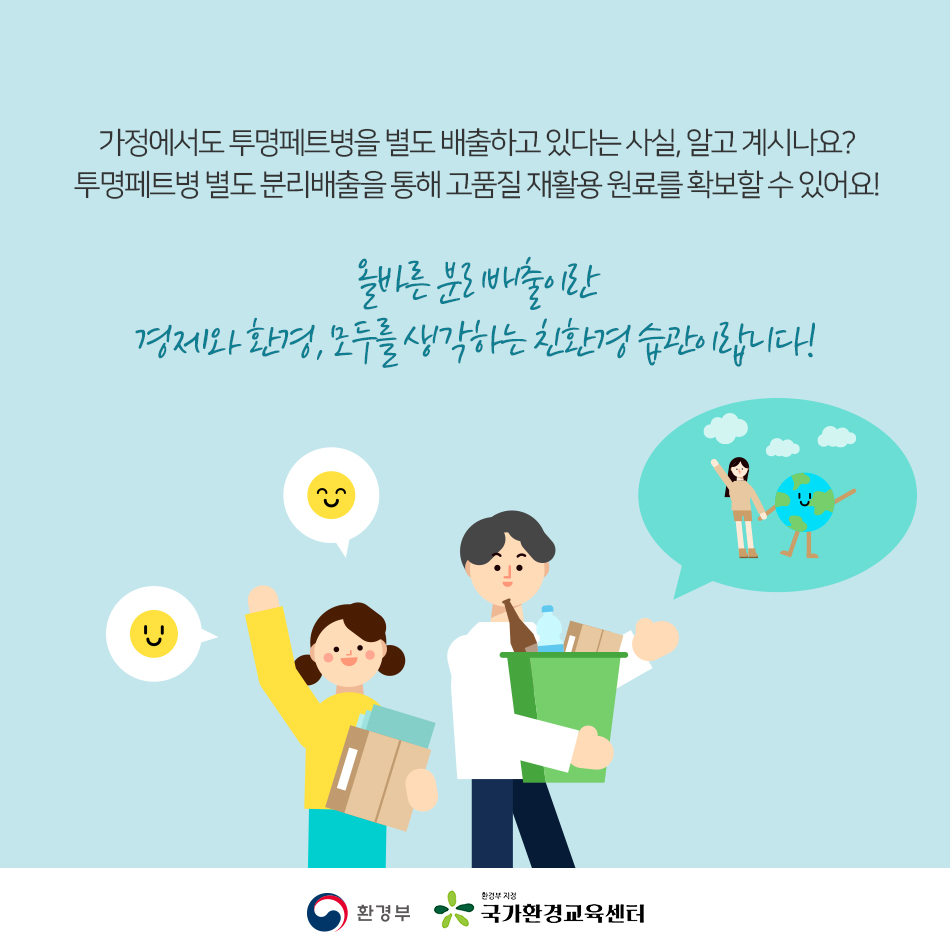 가정에서도 투명페트병을 별도 배출하고 있다는 사실, 알고 계시나요?
투명페트병 별도 분리배출을 통해 고품질 재활용 원료를 확보할 수 있어요!
올바른 분리배출이란
경제와 환경, 모두를 생각하는 친환경 습관이랍니다!
환경부
환경부 지정
국가환경교육센터